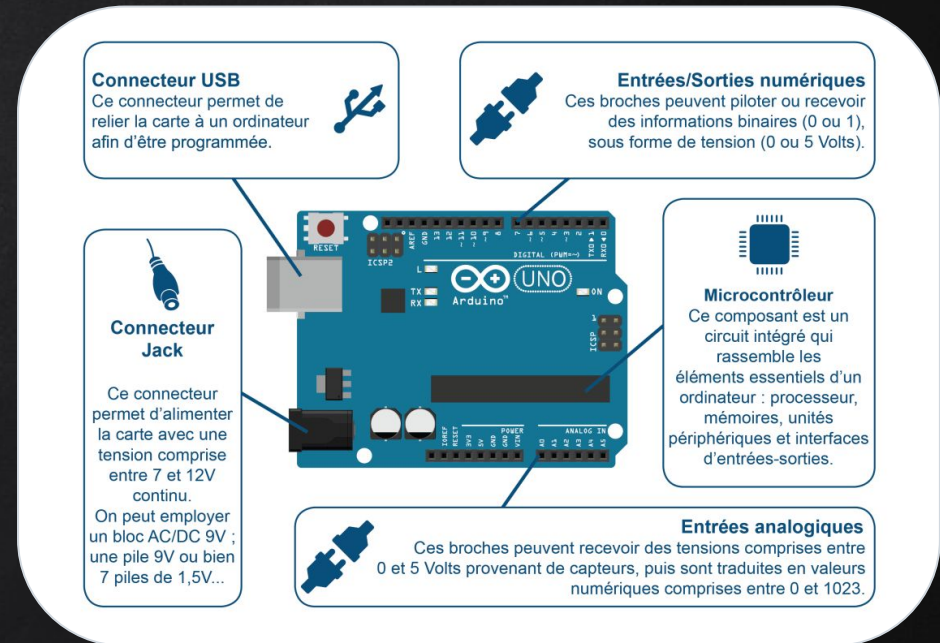 Connecteur USB
Ce connecteur permet de
relier la carte à un ordinateur
afin d'être programmée.
Entrées/Sorties numériques
Ces broches peuvent piloter ou recevoir
des informations binaires (0 ou 1),
sous forme de tension (0 ou 5 Volts).
Connecteur
Jack
Ce connecteur
permet d'alimenter
la carte avec une
tension comprise
entre 7 et 12V
continu.
On peut employer
un bloc AC/DC 9V ;
une pile 9V ou bien
7 piles de 1,5V...
RESET
ICSP2
AREF
GND
13
12
~11
~10
~9
8
7
~6
~5
4
~3
2
TX0▶1
RX0◀0
DIGITAL (PWM=~)
L
TX
RX
Arduino™
UNO
ON
1
ICSP
IOREF
RESET
3V3
5V
GND
GND
VIN
POWER
ANALOG IN
A0
A1
A2
A3
A4
A5
Microcontrôleur
Ce composant est un
circuit intégré qui
rassemble les
éléments essentiels d'un
ordinateur : processeur,
mémoires, unités
périphériques et interfaces
d'entrées-sorties.
Entrées analogiques
Ces broches peuvent recevoir des tensions comprises entre
0 et 5 Volts provenant de capteurs, puis sont traduites en valeurs
numériques comprises entre 0 et 1023.